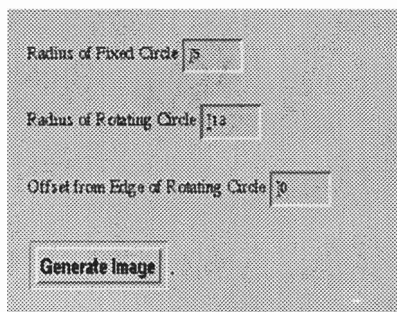 Radius of Fixed Circle
Radius of Rotating Circle
Offset from Edge of Rotating Circle
Generate Image